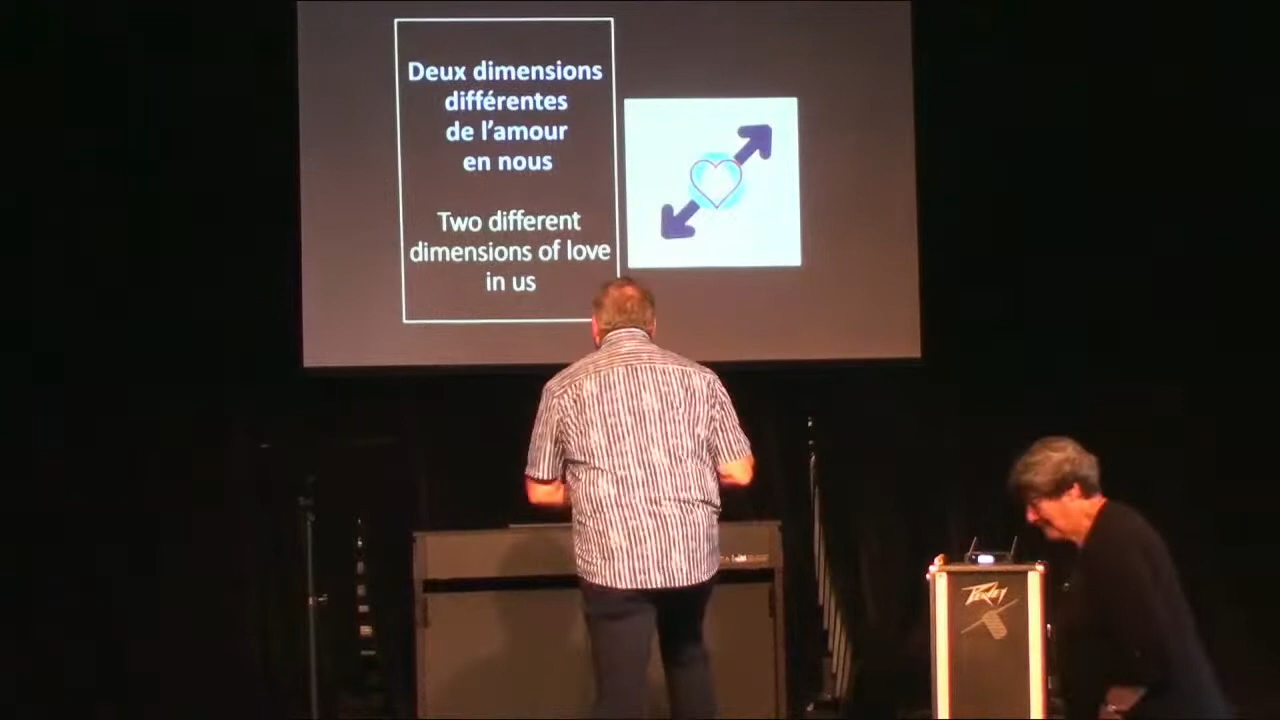 Deux dimensions
différentes
de l'amour
en nous
Two different
dimensions of love
in us
PEAVEY